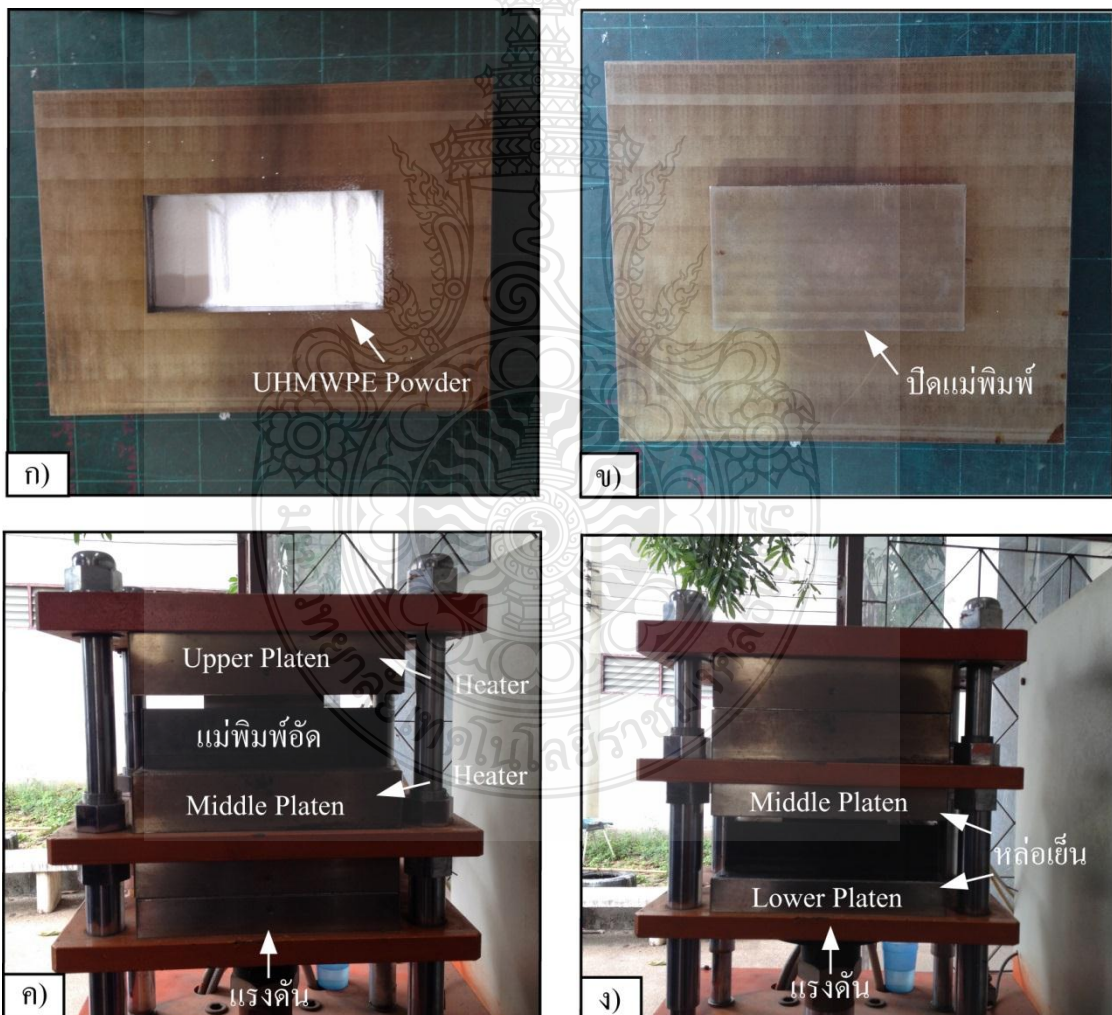 UHMWPE Powder
ก)
ปิดแม่พิมพ์
ข)
Upper Platen
Heater
แม่พิมพ์อัด
Heater
Middle Platen
แรงดัน
ค)
Middle Platen
หล่อเย็น
Lower Platen
แรงดัน
ง)